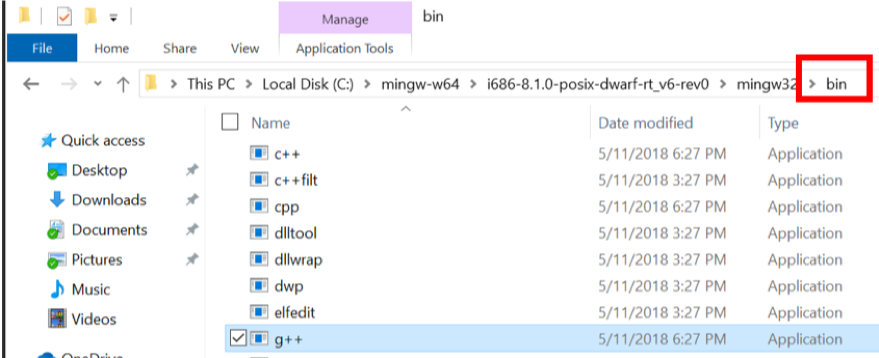 Manage bin
File Home Share View Application Tools
This PC > Local Disk (C:) > mingw-w64 > i686-8.1.0-posix-dwarf-rt_v6-rev0 > mingw32 > bin
Name Date modified Type
Quick access
Desktop
Downloads
Documents
Pictures
Music
Videos
OneDrive
c++ 5/11/2018 6:27 PM Application
c++filt 5/11/2018 3:27 PM Application
cpp 5/11/2018 6:27 PM Application
dlltool 5/11/2018 3:27 PM Application
dllwrap 5/11/2018 3:27 PM Application
dwp 5/11/2018 3:27 PM Application
elfedit 5/11/2018 3:27 PM Application
g++ 5/11/2018 6:27 PM Application